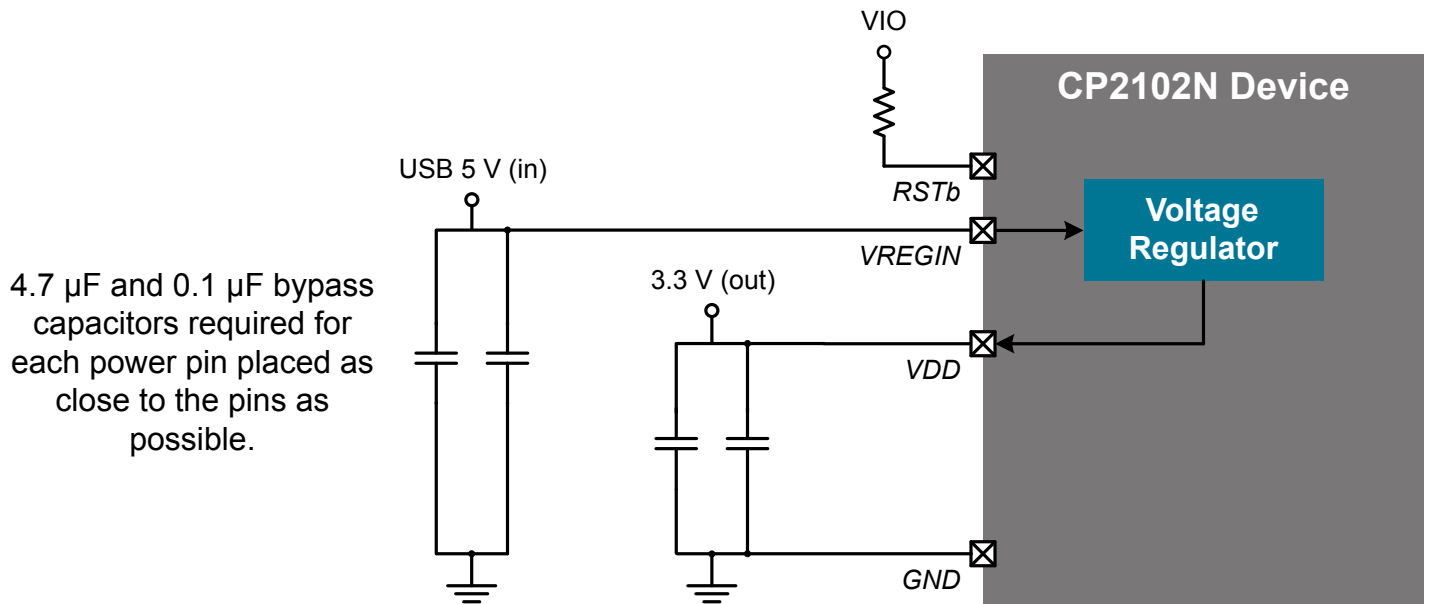 VIO
CP2102N Device
USB 5 V (in)
RSTb
Voltage
Regulator
VREGIN
4.7 µF and 0.1 µF bypass
capacitors required for
each power pin placed as
close to the pins as
possible.
3.3 V (out)
VDD
GND